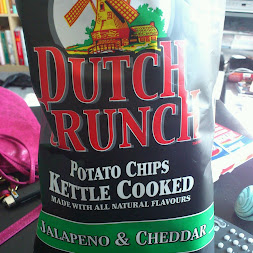 DUTCH
CRUNCH
POTATO CHIPS
KETTLE COOKED
MADE WITH ALL NATURAL FLAVOURS
JALAPENO & CHEDDAR